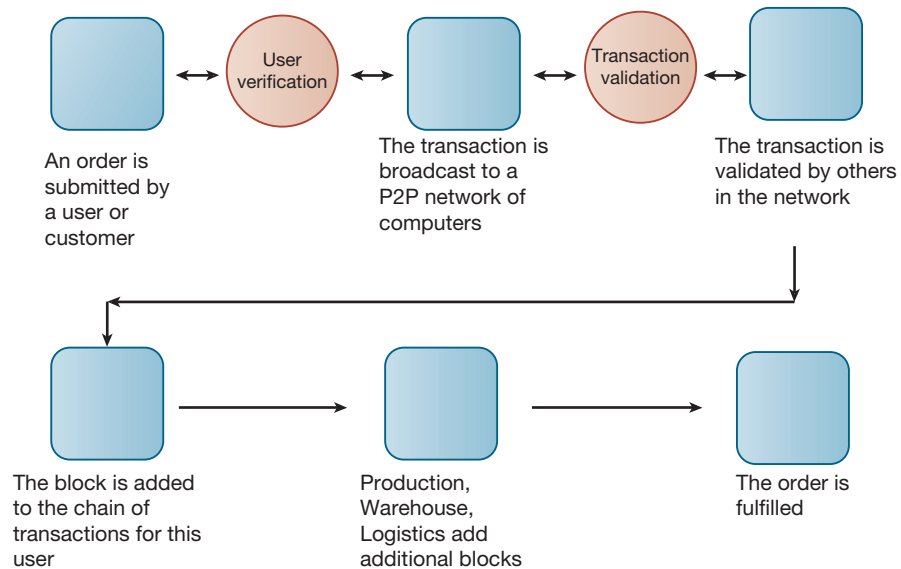 User
verification
Transaction
validation
An order is
submitted by
a user or
customer
The transaction is
broadcast to a
P2P network of
computers
The transaction is
validated by others
in the network
The block is added
to the chain of
transactions for this
user
Production,
Warehouse,
Logistics add
additional blocks
The order is
fulfilled